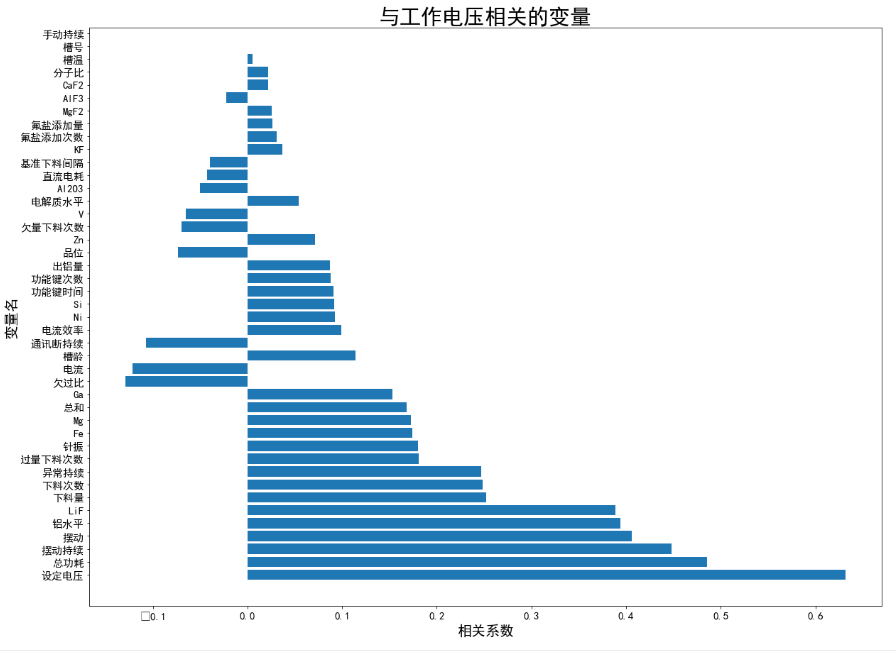 与工作电压相关的变量
手动持续
槽号
槽温
分子比
CaF2
AlF3
MgF2
氟盐添加量
氟盐添加次数
KF
基准下料间隔
直流电耗
Al2O3
电解质水平
V
欠量下料次数
Zn
品位
出铝量
功能键次数
功能键时间
Si
Ni
电流效率
通讯断持续
槽龄
电流
欠过比
Ga
总和
Mg
Fe
针振
过量下料次数
异常持续
下料次数
下料量
LiF
铝水平
摆动
摆动持续
总功耗
设定电压
变量名
□0.1 0.0 0.1 0.2 0.3 0.4 0.5 0.6
相关系数